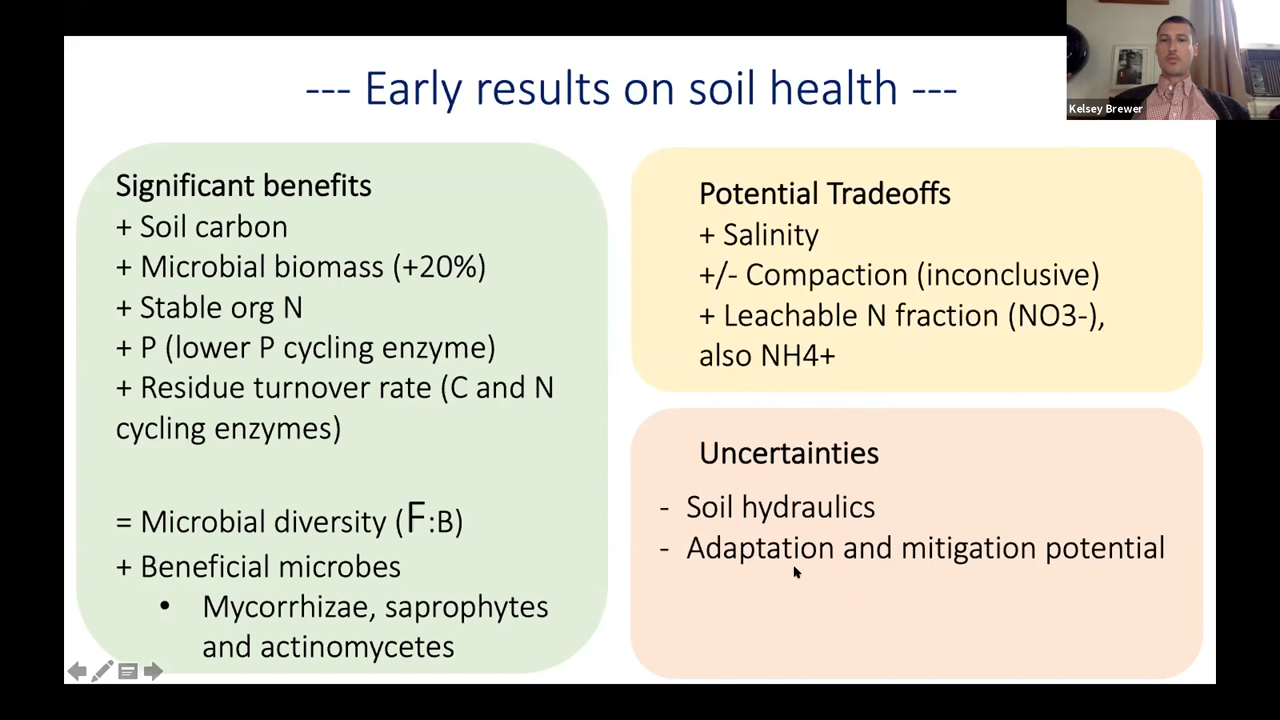 --- Early results on soil health ---
Kelsey Brewer
Significant benefits
+ Soil carbon
+ Microbial biomass (+20%)
+ Stable org N
+ P (lower P cycling enzyme)
+ Residue turnover rate (C and N
cycling enzymes)
= Microbial diversity (F:B)
+ Beneficial microbes
• Mycorrhizae, saprophytes
and actinomycetes
Potential Tradeoffs
+ Salinity
+/- Compaction (inconclusive)
+ Leachable N fraction (NO3-),
also NH4+
Uncertainties
- Soil hydraulics
- Adaptation and mitigation potential